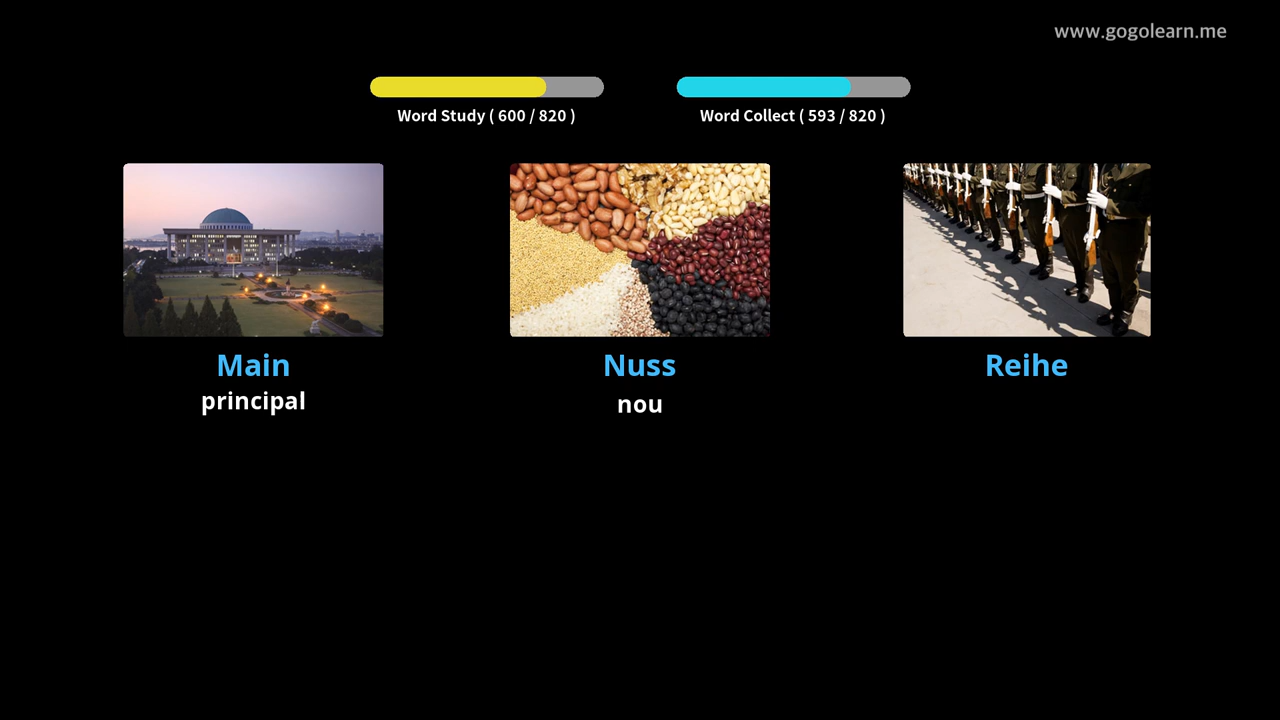 www.gogolearn.me
Word Study ( 600 / 820 )
Word Collect ( 593 / 820 )
Main
principal
Nuss
nou
Reihe